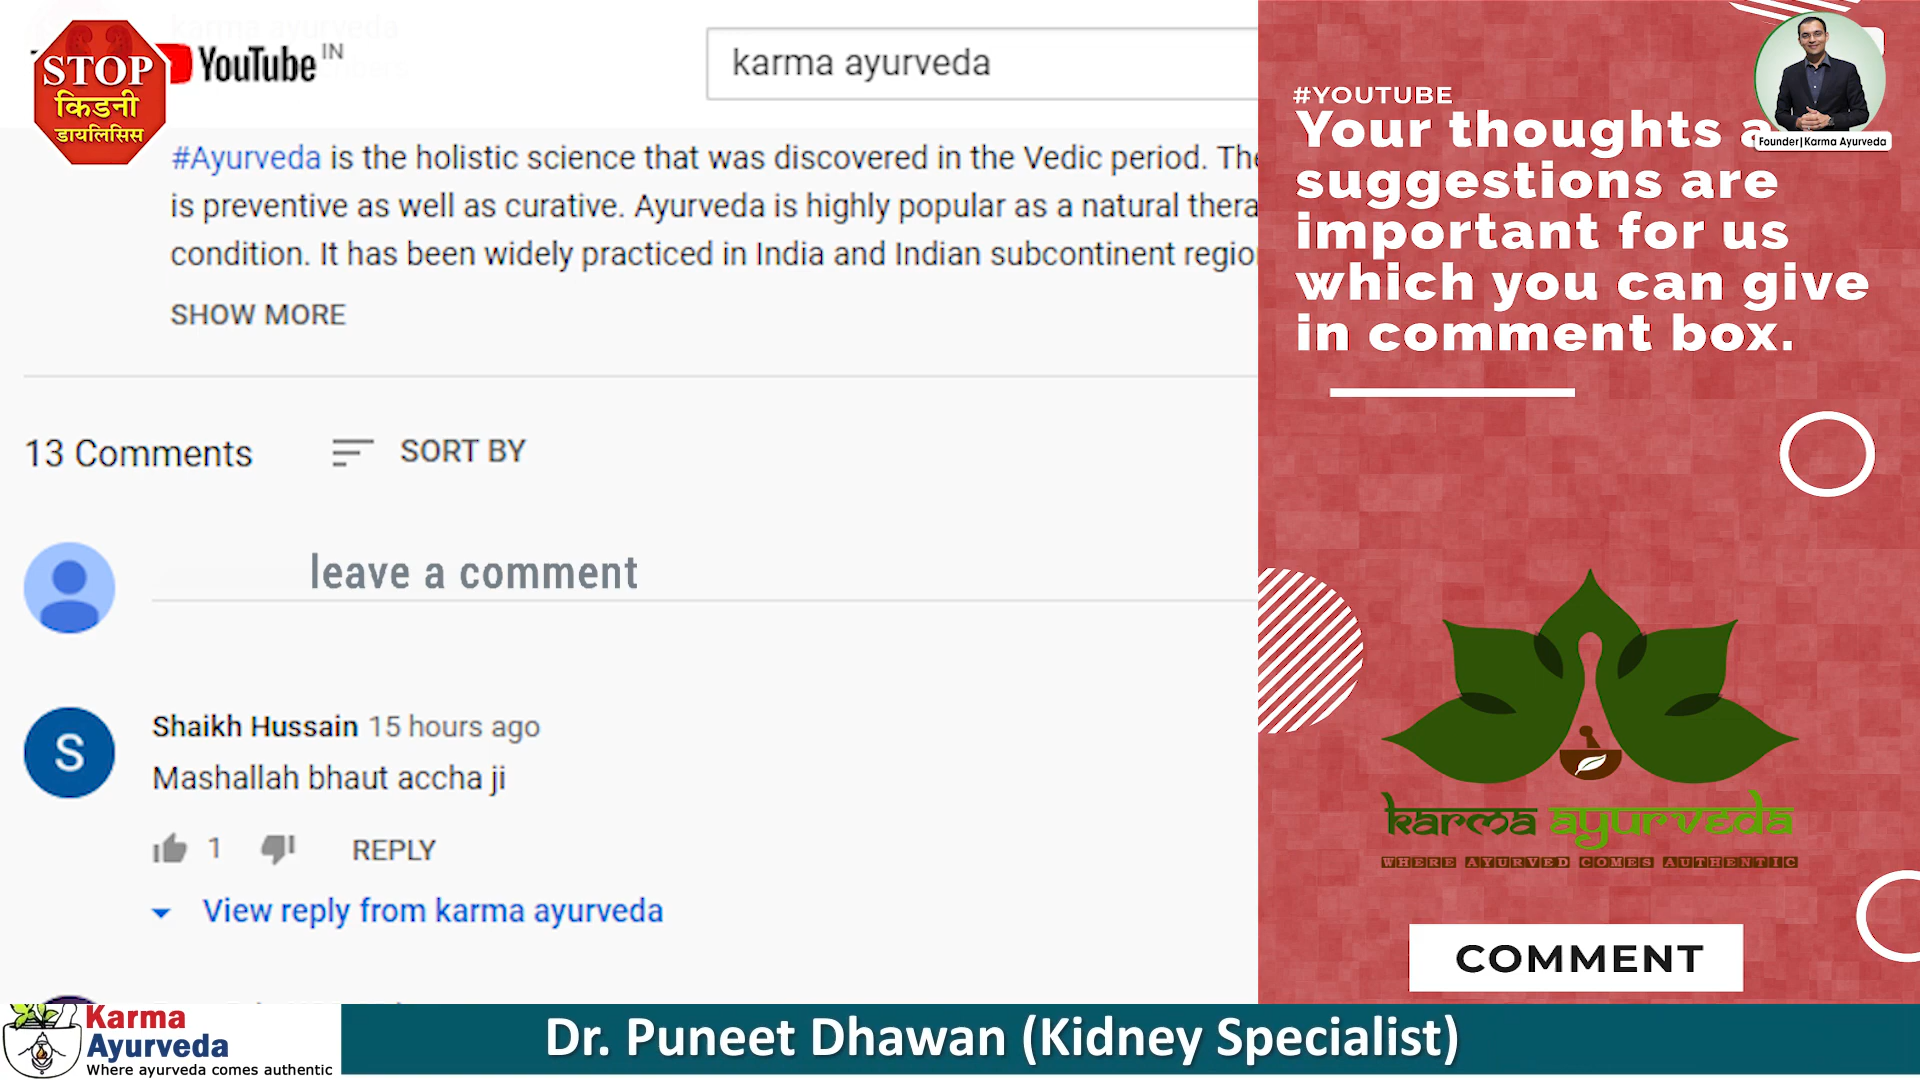 karma ayurveda
STOP
किडनी
डायलिसिस
YouTube IN
karma ayurveda
#Ayurveda is the holistic science that was discovered in the Vedic period. The
is preventive as well as curative. Ayurveda is highly popular as a natural thera
condition. It has been widely practiced in India and Indian subcontinent regio
SHOW MORE
13 Comments
SORT BY
leave a comment
Shaikh Hussain 15 hours ago
Mashallah bhaut accha ji
1
REPLY
View reply from karma ayurveda
#YOUTUBE
Your thoughts a
suggestions are
important for us
which you can give
in comment box.
Founder|Karma Ayurveda
karma ayurveda
WHERE AYURVED COMES AUTHENTIC
COMMENT
Karma
Ayurveda
Where ayurveda comes authentic
Dr. Puneet Dhawan (Kidney Specialist)